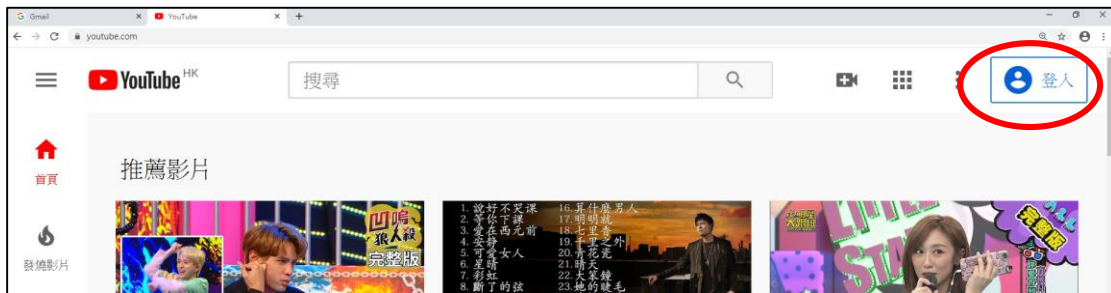 Gmail
YouTube
youtube.com
YouTube HK
搜尋
登入
首頁
推薦影片
發燒影片
凹嗚
狼人殺
完整版
1. 說好不哭课
2. 等你下課
3. 爱在西元前
4. 安静
5. 可愛女人
6. 星晴
7. 彩虹
8. 斷了的弦
16. 算什麼男人
17. 明明就
18. 七里香
19. 千里之外
20. 青花瓷
21. 晴天
22. 大笨鐘
23. 她的睫毛
完整版